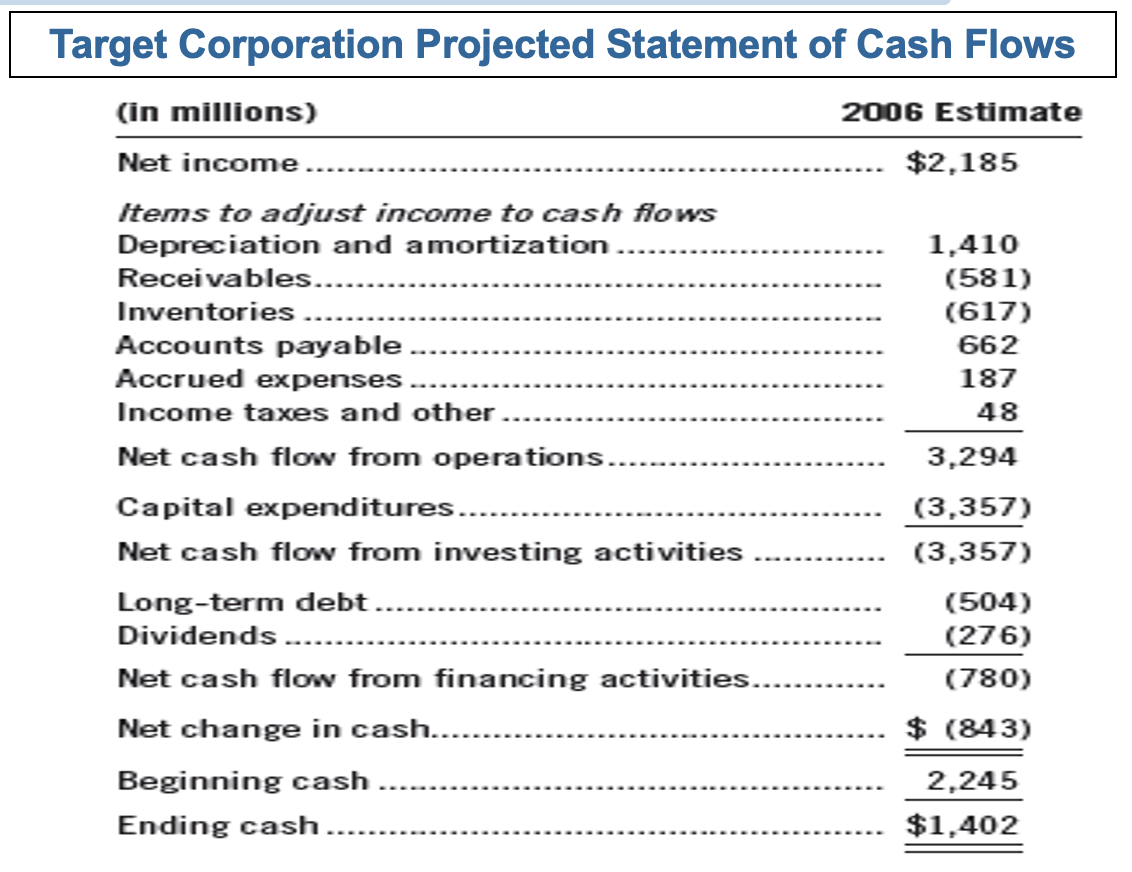 Target Corporation Projected Statement of Cash Flows
(in millions) 2006 Estimate
Net income ........ $2,185
Items to adjust income to cash flows
Depreciation and amortization ........ 1,410
Receivables........ (581)
Inventories ........ (617)
Accounts payable ........ 662
Accrued expenses ........ 187
Income taxes and other ........ 48
Net cash flow from operations........ 3,294
Capital expenditures........ (3,357)
Net cash flow from investing activities ........ (3,357)
Long-term debt ........ (504)
Dividends ........ (276)
Net cash flow from financing activities........ (780)
Net change in cash........ $ (843)
Beginning cash ........ 2,245
Ending cash ........ $1,402